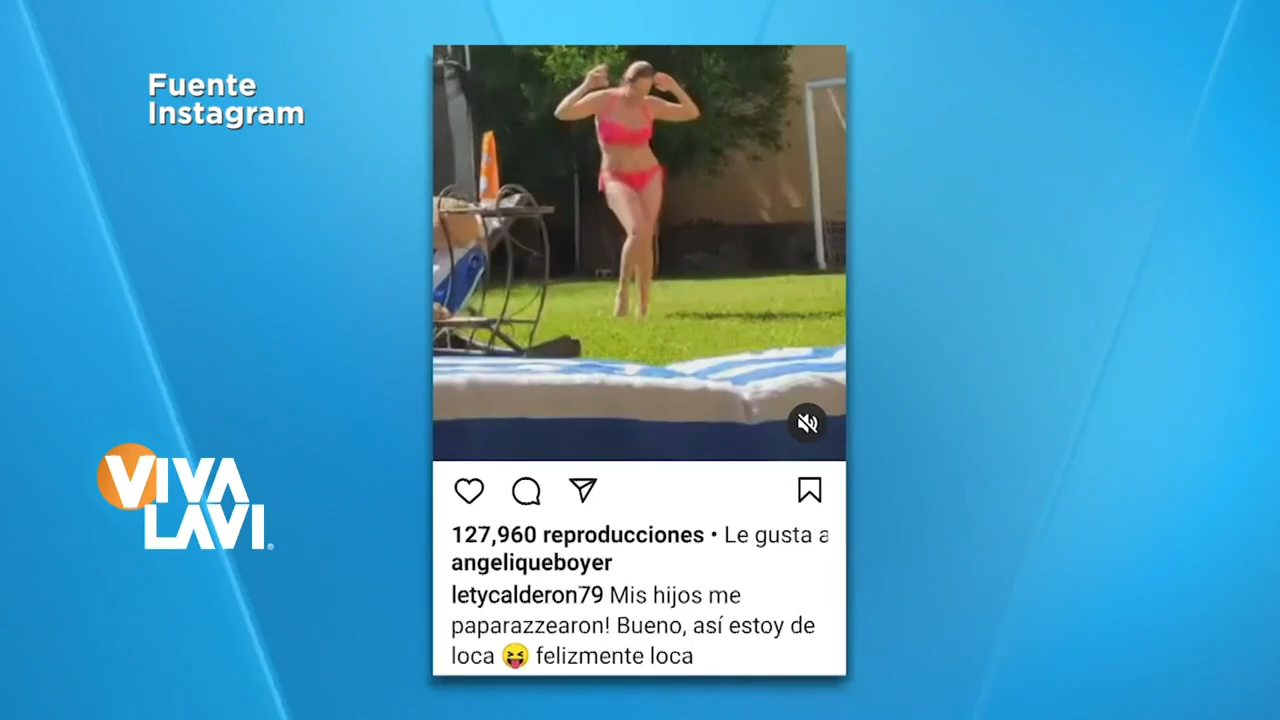 Fuente
Instagram
VIVA
LAVI®
127,960 reproducciones • Le gusta a
angeliqueboyer
letycalderon79 Mis hijos me
paparazzearon! Bueno, así estoy de
loca 😝 felizmente loca